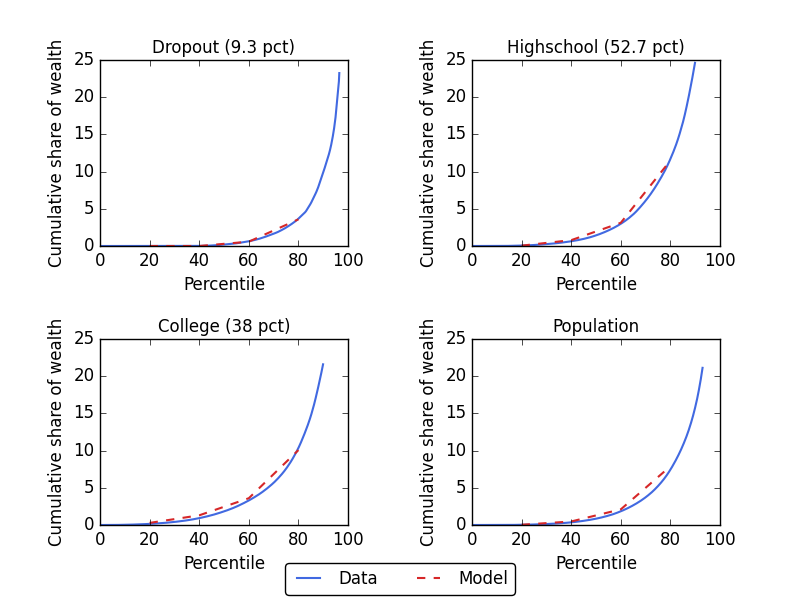 Dropout (9.3 pct)
Cumulative share of wealth
25
20
15
10
5
0
0 20 40 60 80 100
Percentile
Highschool (52.7 pct)
Cumulative share of wealth
25
20
15
10
5
0
0 20 40 60 80 100
Percentile
College (38 pct)
Cumulative share of wealth
25
20
15
10
5
0
0 20 40 60 80 100
Percentile
Population
Cumulative share of wealth
25
20
15
10
5
0
0 20 40 60 80 100
Percentile
Data Model